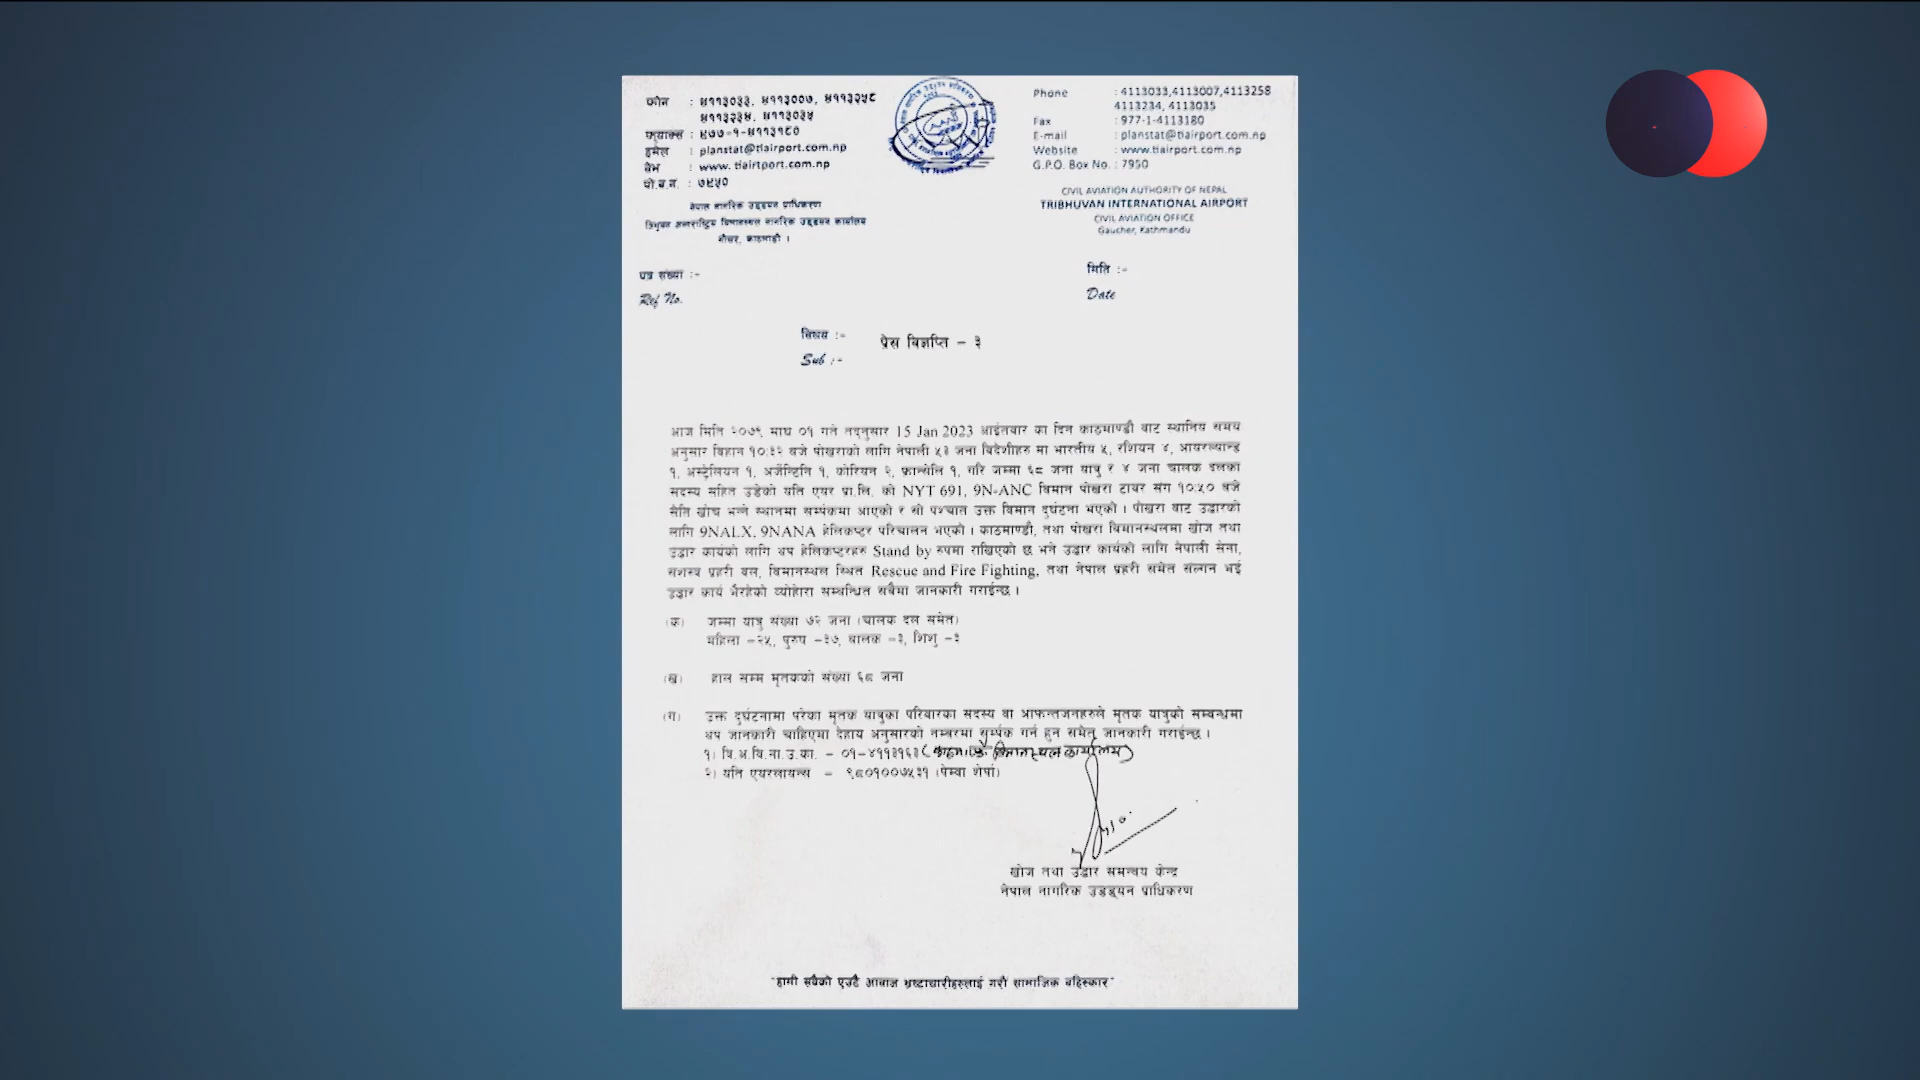 फोन : ४११३०३३, ४११३००७, ४११३२५८
४११३२३४, ४११३०३५
फ्याक्स : ९७७-१-४११३१८०
इमेल : planstat@tiairport.com.np
वेभ : www. tiairtport.com.np
पो.ब.नं. : ७९५०
नेपाल नागरिक उड्डयन प्राधिकरण
त्रिभुवन अन्तर्राष्ट्रिय विमानस्थल नागरिक उड्डयन कार्यालय
गौचर, काठमाडौं ।
Phone : 4113033,4113007,4113258
4113234, 4113035
Fax : 977-1-4113180
E-mail : planstat@tiairport.com.np
Website : www.tiairport.com.np
G.P.O. Box No. : 7950
CIVIL AVIATION AUTHORITY OF NEPAL
TRIBHUVAN INTERNATIONAL AIRPORT
CIVIL AVIATION OFFICE
Gaucher, Kathmandu
पत्र संख्या :-
Ref No.
मिति :-
Date
विषय :-
Sub :-
प्रेस विज्ञप्ति – ३
आज मिति २०७९ माघ ०१ गते तद्नुसार 15 Jan 2023 आईतवार का दिन काठमाण्डौ बाट स्थानिय समय
अनुसार विहान १०:३२ बजे पोखराको लागि नेपाली ५३ जना विदेशीहरु मा भारतीय ५, रशियन ४, आयरल्याण्ड
१, अस्ट्रेलियन १, अर्जेन्टिनि १, कोरियन २, फ्रान्सेलि १, गरि जम्मा ६८ जना यात्रु र ४ जना चालक दलका
सदस्य सहित उडेको यति एयर प्रा.लि. को NYT 691, 9N-ANC विमान पोखरा टावर संग १०:५० बजे
सेति खोंच भन्ने स्थानमा सम्पर्कमा आएको र सो पश्चात उक्त विमान दुर्घटना भएको । पोखरा बाट उद्धारको
लागि 9NALX, 9NANA हेलिकप्टर परिचालन भएको । काठमाण्डौ, तथा पोखरा विमानस्थलमा खोज तथा
उद्धार कार्यको लागि थप हेलिकप्टरहरु Stand by रुपमा राखिएको छ भने उद्धार कार्यको लागि नेपाली सेना,
सशस्त्र प्रहरी बल, विमानस्थल स्थित Rescue and Fire Fighting, तथा नेपाल प्रहरी समेत संलग्न भई
उद्धार कार्य भैरहेको व्योहोरा सम्बन्धित सबैमा जानकारी गराईन्छ ।
(क) जम्मा यात्रु संख्या ७२ जना (चालक दल समेत)
महिला –२५, पुरुष –३७, बालक –३, शिशु –३
(ख) हाल सम्म मृतकको संख्या ६८ जना
(ग) उक्त दुर्घटनामा परेका मृतक यात्रुका परिवारका सदस्य वा आफन्तजनहरुले मृतक यात्रुको सम्बन्धमा
थप जानकारी चाहिएमा देहाय अनुसारको नम्बरमा सम्पर्क गर्न हुन समेत जानकारी गराईन्छ ।
१) त्रि.अ.वि.ना.उ.का. – ०१–४११३१६३ ( विमानस्थल कार्यालय)
२) यति एयरलायन्स – ९८०१००७५३१ (पेम्बा शेर्पा)
खोज तथा उद्धार समन्वय केन्द्र
नेपाल नागरिक उड्ड्यन प्राधिकरण
"हामी सबैको एउटै आवाज भ्रष्टाचारीहरुलाई गरौं सामाजिक बहिस्कार"